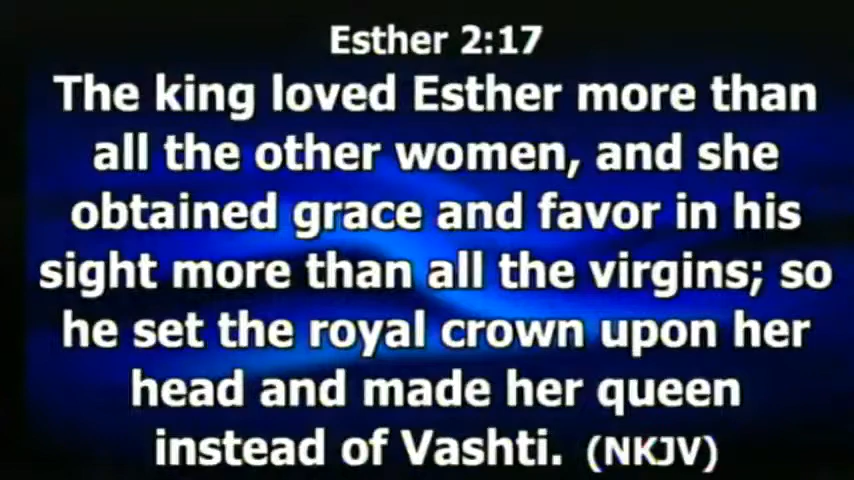 Esther 2:17
The king loved Esther more than
all the other women, and she
obtained grace and favor in his
sight more than all the virgins; so
he set the royal crown upon her
head and made her queen
instead of Vashti. (NKJV)